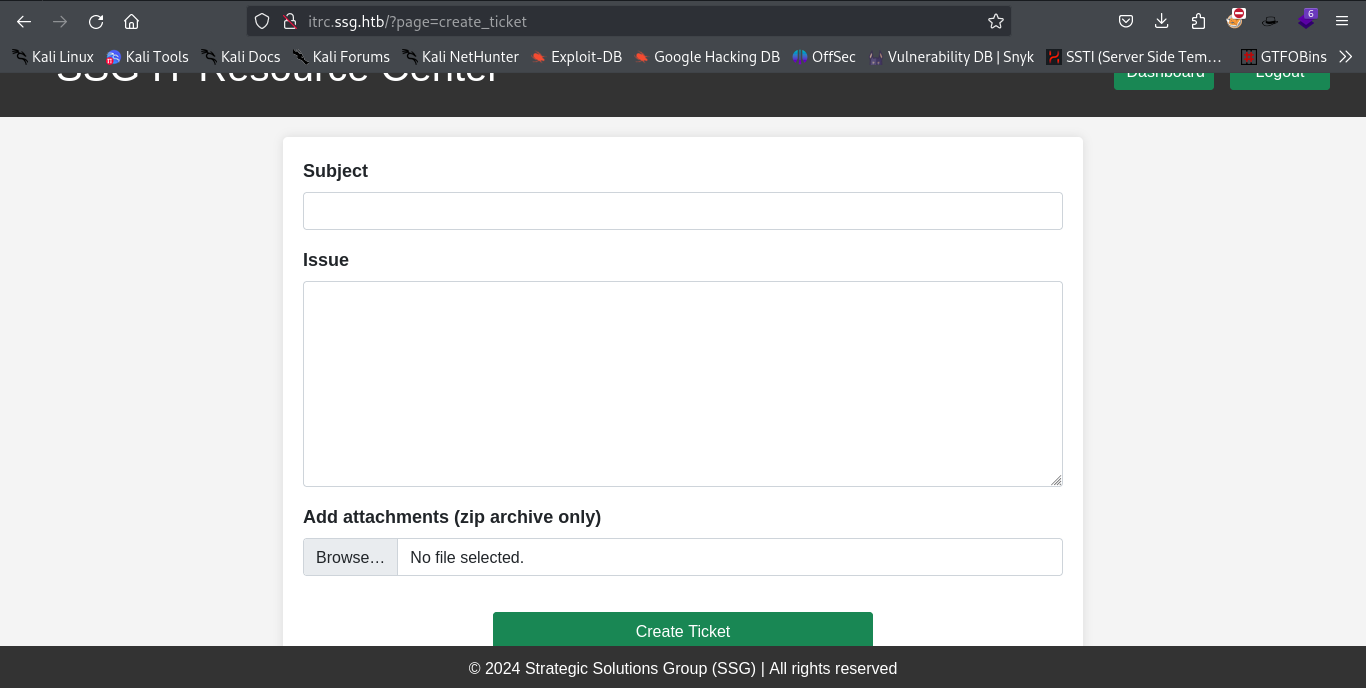 itrc.ssg.htb/?page=create_ticket
6
Kali Linux Kali Tools Kali Docs Kali Forums Kali NetHunter Exploit-DB Google Hacking DB OffSec Vulnerability DB | Snyk SSTI (Server Side Tem… GTFOBins
SSG IT Resource Center Dashboard Logout
Subject
Issue
Add attachments (zip archive only)
Browse… No file selected.
Create Ticket
© 2024 Strategic Solutions Group (SSG) | All rights reserved